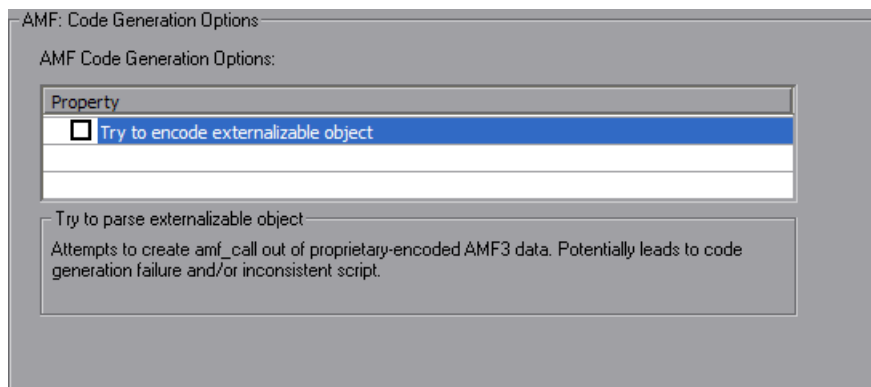 AMF: Code Generation Options
AMF Code Generation Options:
Property
Try to encode externalizable object
Try to parse externalizable object
Attempts to create amf_call out of proprietary-encoded AMF3 data. Potentially leads to code
generation failure and/or inconsistent script.